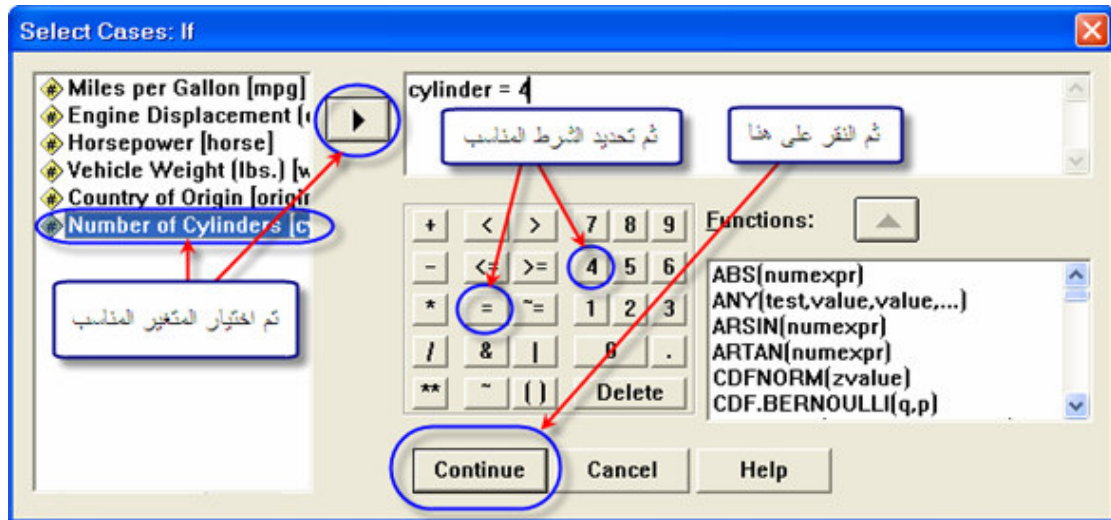 Select Cases: If
Miles per Gallon [mpg]
Engine Displacement [
Horsepower [horse]
Vehicle Weight (lbs.) [w
Country of Origin [origin
Number of Cylinders [cy
cylinder = 4
ثم تحديد الشرط المناسب
ثم النقر على هنا
تم اختيار المتغير المناسب
+ < > 7 8 9
- <= >= 4 5 6
* = ~= 1 2 3
/ & | 0 .
** ~ ( ) Delete
Functions:
ABS(numexpr)
ANY(test,value,value,...)
ARSIN(numexpr)
ARTAN(numexpr)
CDFNORM(zvalue)
CDF.BERNOULLI(q,p)
Continue Cancel Help